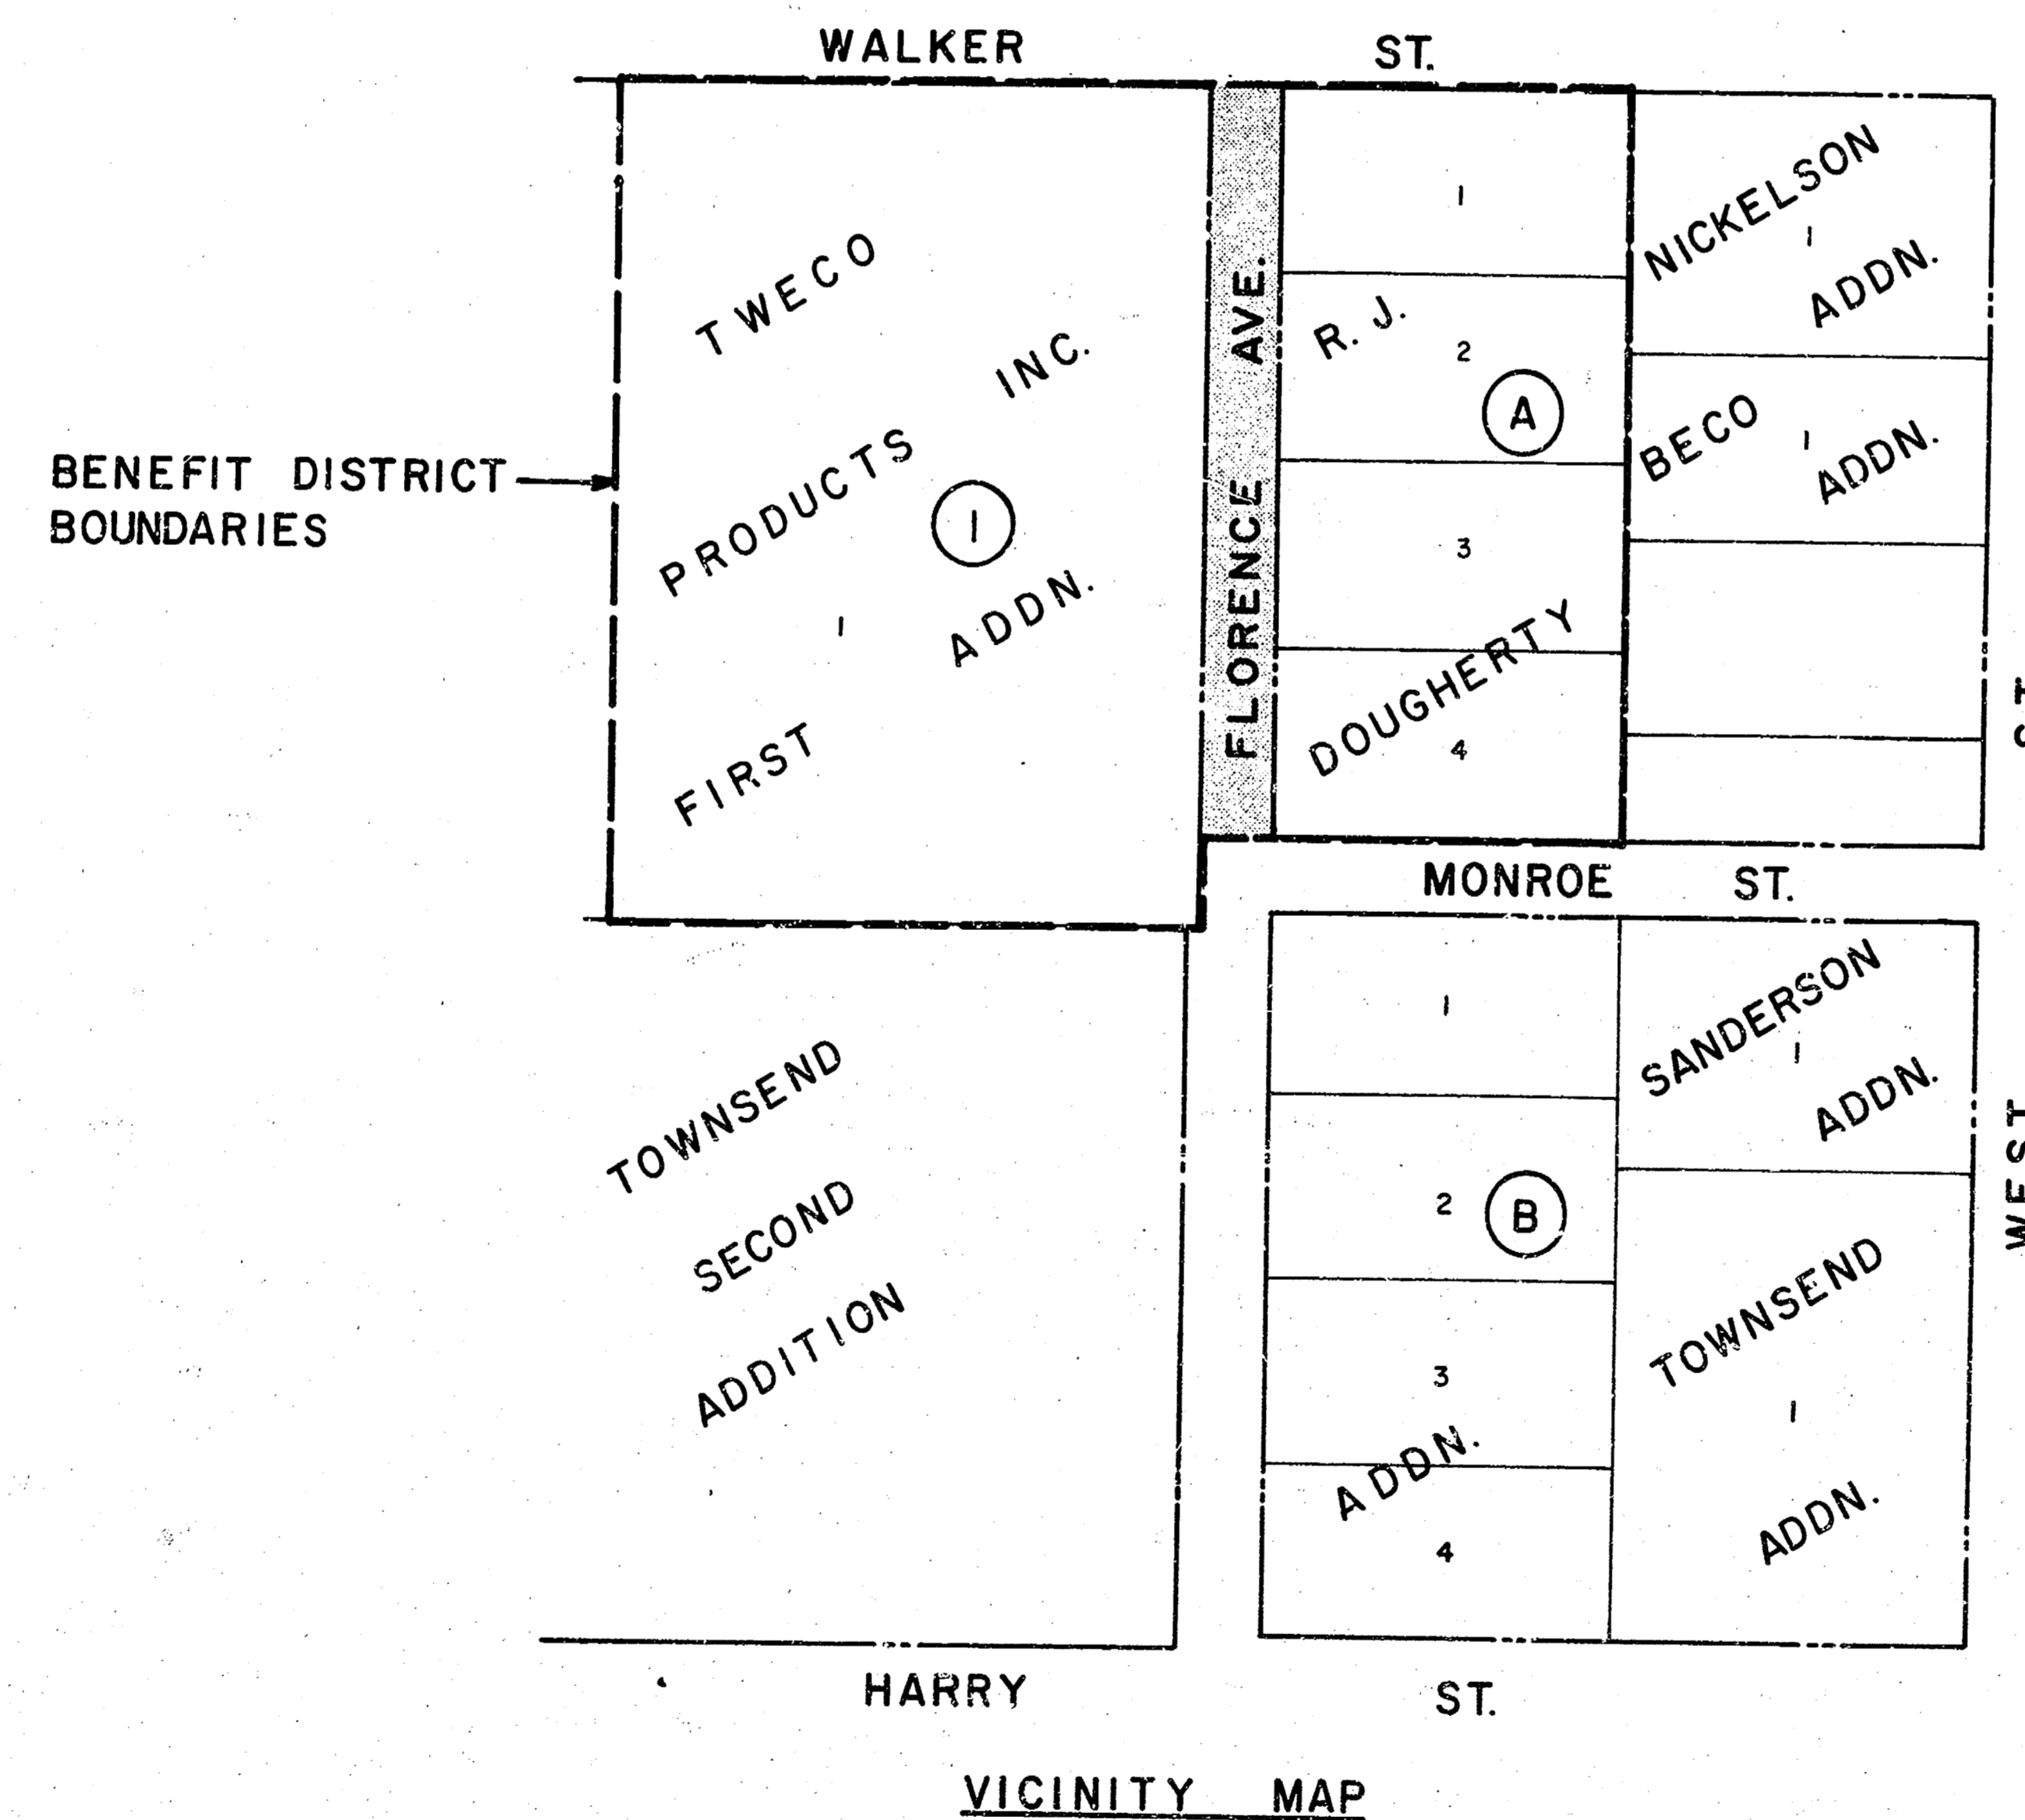 WALKER ST.
TWECO
PRODUCTS INC.
1
1
FIRST ADDN.
BENEFIT DISTRICT
BOUNDARIES
FLORENCE AVE.
1
R. J.
2
A
3
DOUGHERTY
4
NICKELSON
1
ADDN.
BECO
1
ADDN.
MONROE ST.
TOWNSEND
SECOND
ADDITION
1
2
B
3
ADDN.
4
SANDERSON
1
ADDN.
TOWNSEND
1
ADDN.
WEST ST.
HARRY ST.
VICINITY MAP